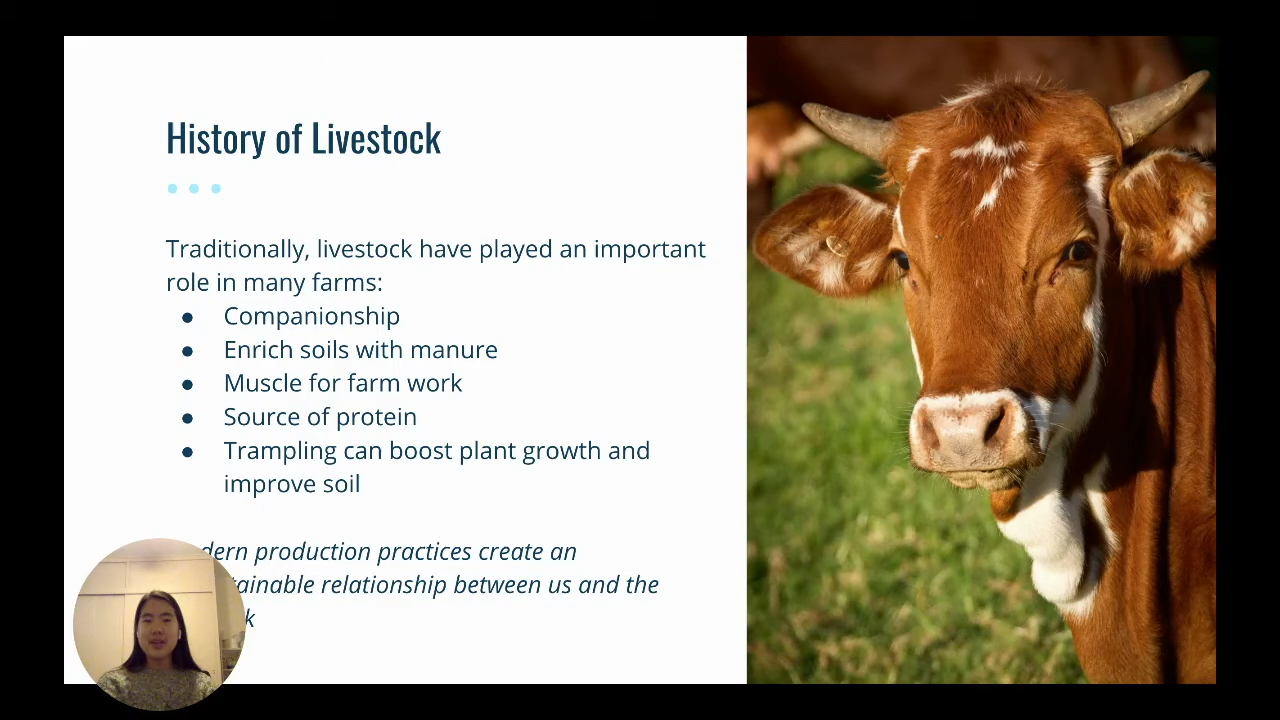 History of Livestock
Traditionally, livestock have played an important
role in many farms:
● Companionship
● Enrich soils with manure
● Muscle for farm work
● Source of protein
● Trampling can boost plant growth and
improve soil
production practices create an
relationship between us and the